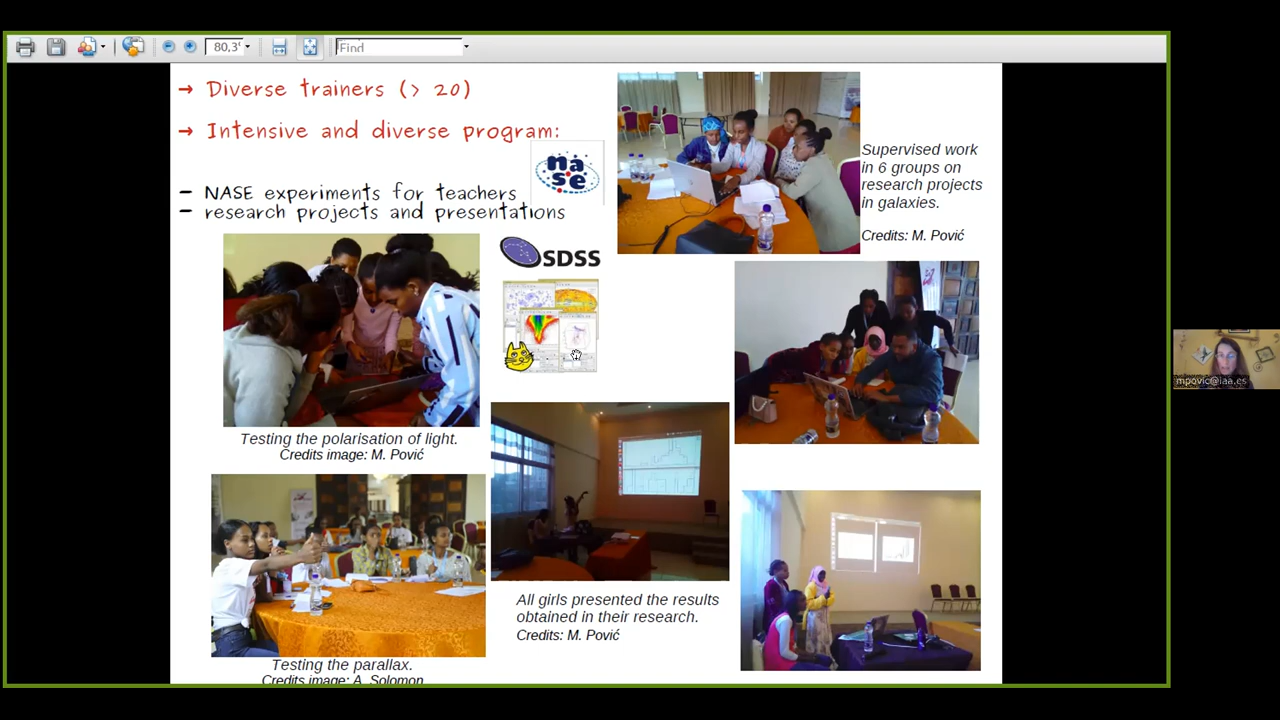 80,3%
Find
→ Diverse trainers (> 20)
→ Intensive and diverse program:
nase
– NASE experiments for teachers
– research projects and presentations
SDSS
Supervised work
in 6 groups on
research projects
in galaxies.
Credits: M. Pović
Testing the polarisation of light.
Credits image: M. Pović
Testing the parallax.
Credits image: A. Solomon
All girls presented the results
obtained in their research.
Credits: M. Pović
mpovic@iaa.es